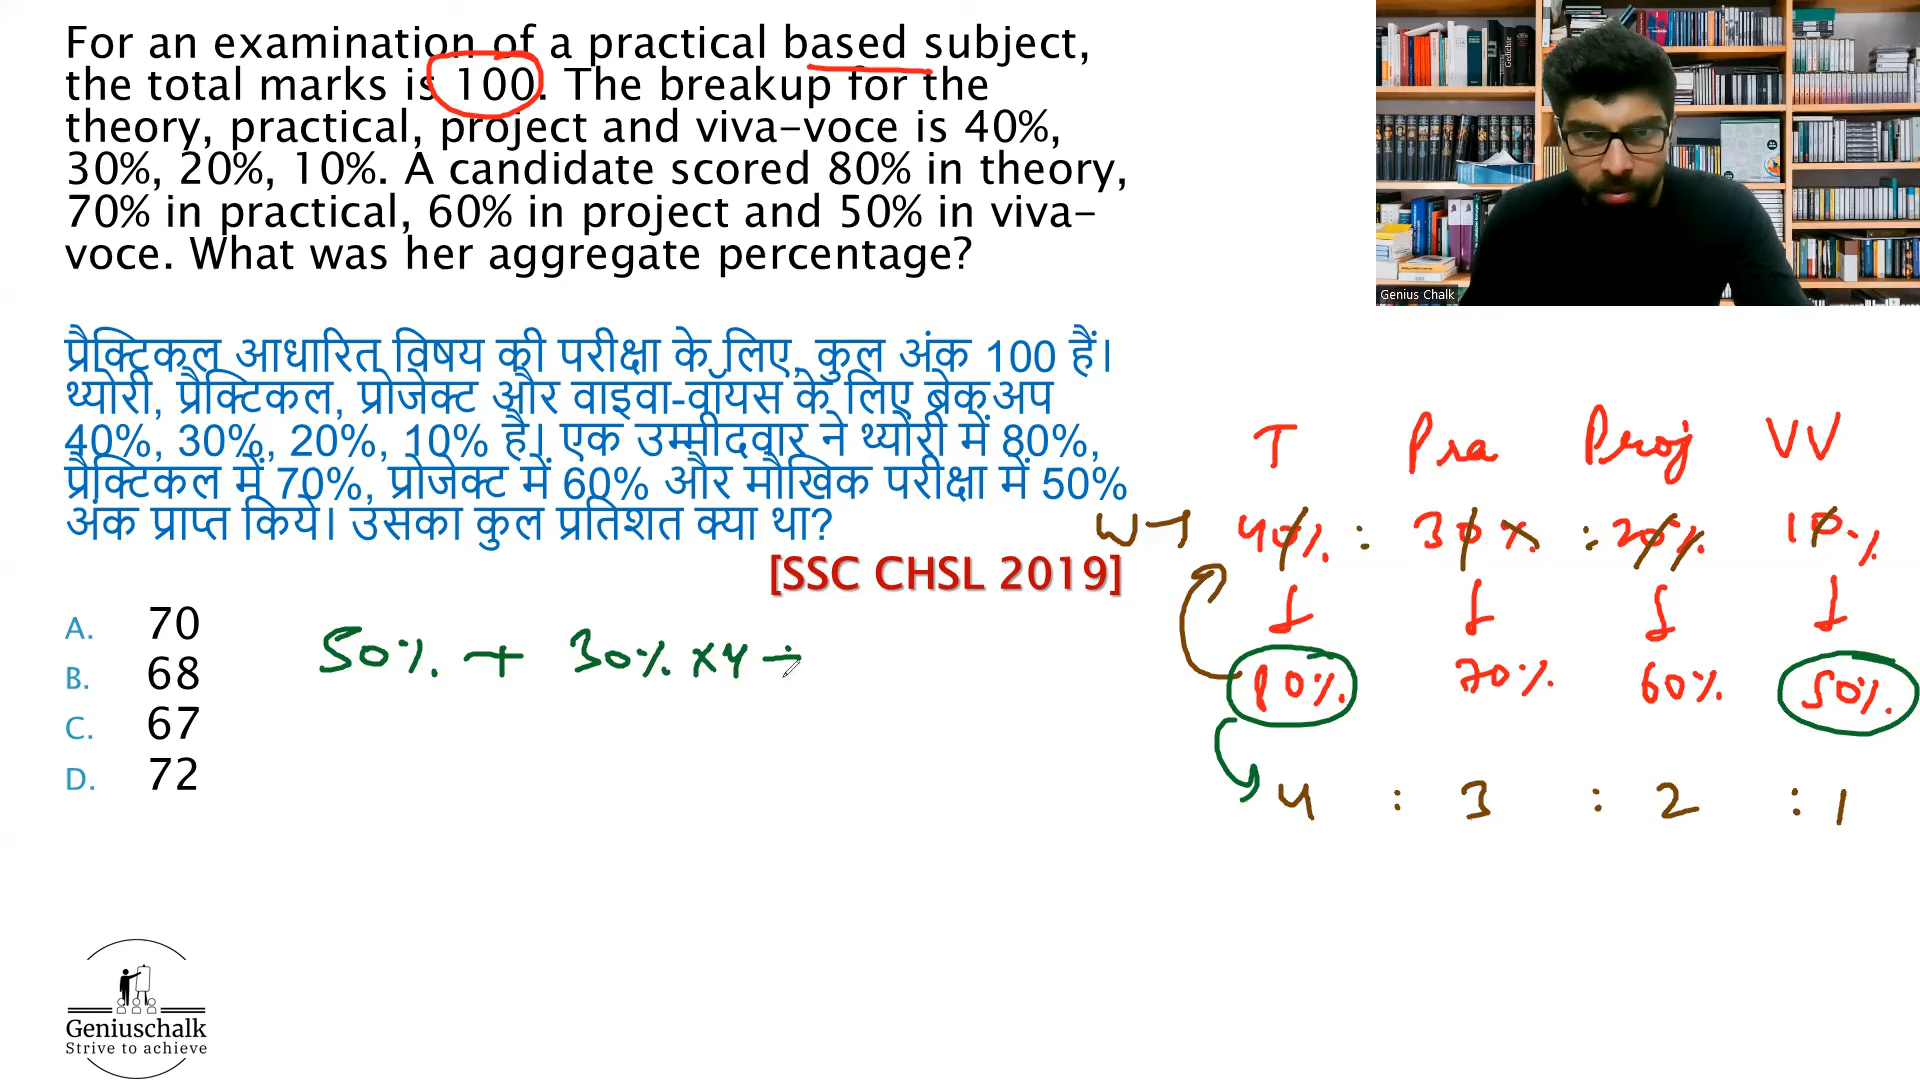 For an examination of a practical based subject,
the total marks is 100. The breakup for the
theory, practical, project and viva-voce is 40%,
30%, 20%, 10%. A candidate scored 80% in theory,
70% in practical, 60% in project and 50% in viva-
voce. What was her aggregate percentage?
प्रैक्टिकल आधारित विषय की परीक्षा के लिए, कुल अंक 100 हैं।
थ्योरी, प्रैक्टिकल, प्रोजेक्ट और वाइवा-वॉयस के लिए ब्रेकअप
40%, 30%, 20%, 10% है। एक उम्मीदवार ने थ्योरी में 80%,
प्रैक्टिकल में 70%, प्रोजेक्ट में 60% और मौखिक परीक्षा में 50%
अंक प्राप्त किये। उसका कुल प्रतिशत क्या था?
[SSC CHSL 2019]
A. 70
B. 68
C. 67
D. 72
50% + 30% x4 +
T Pra Proj VV
W→ 40% : 30% : 20% 10%
80% 70% 60% 50%
4 : 3 : 2 : 1
Genius Chalk
Geniuschalk
Strive to achieve